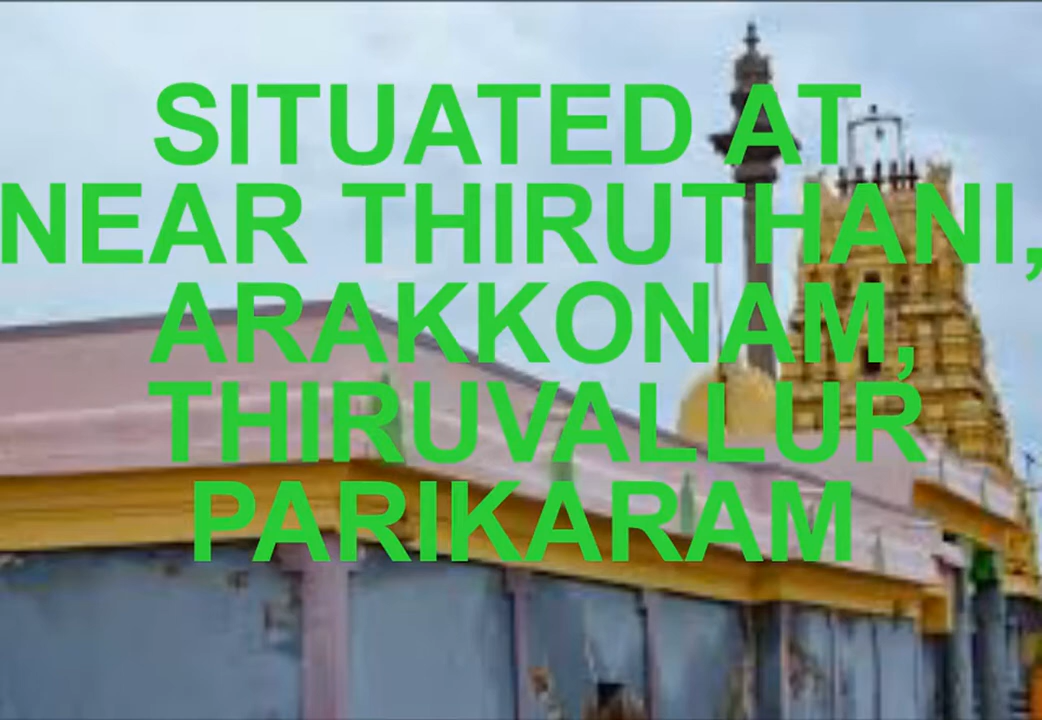 SITUATED AT
NEAR THIRUTHANI,
ARAKKONAM,
THIRUVALLUR
PARIKARAM